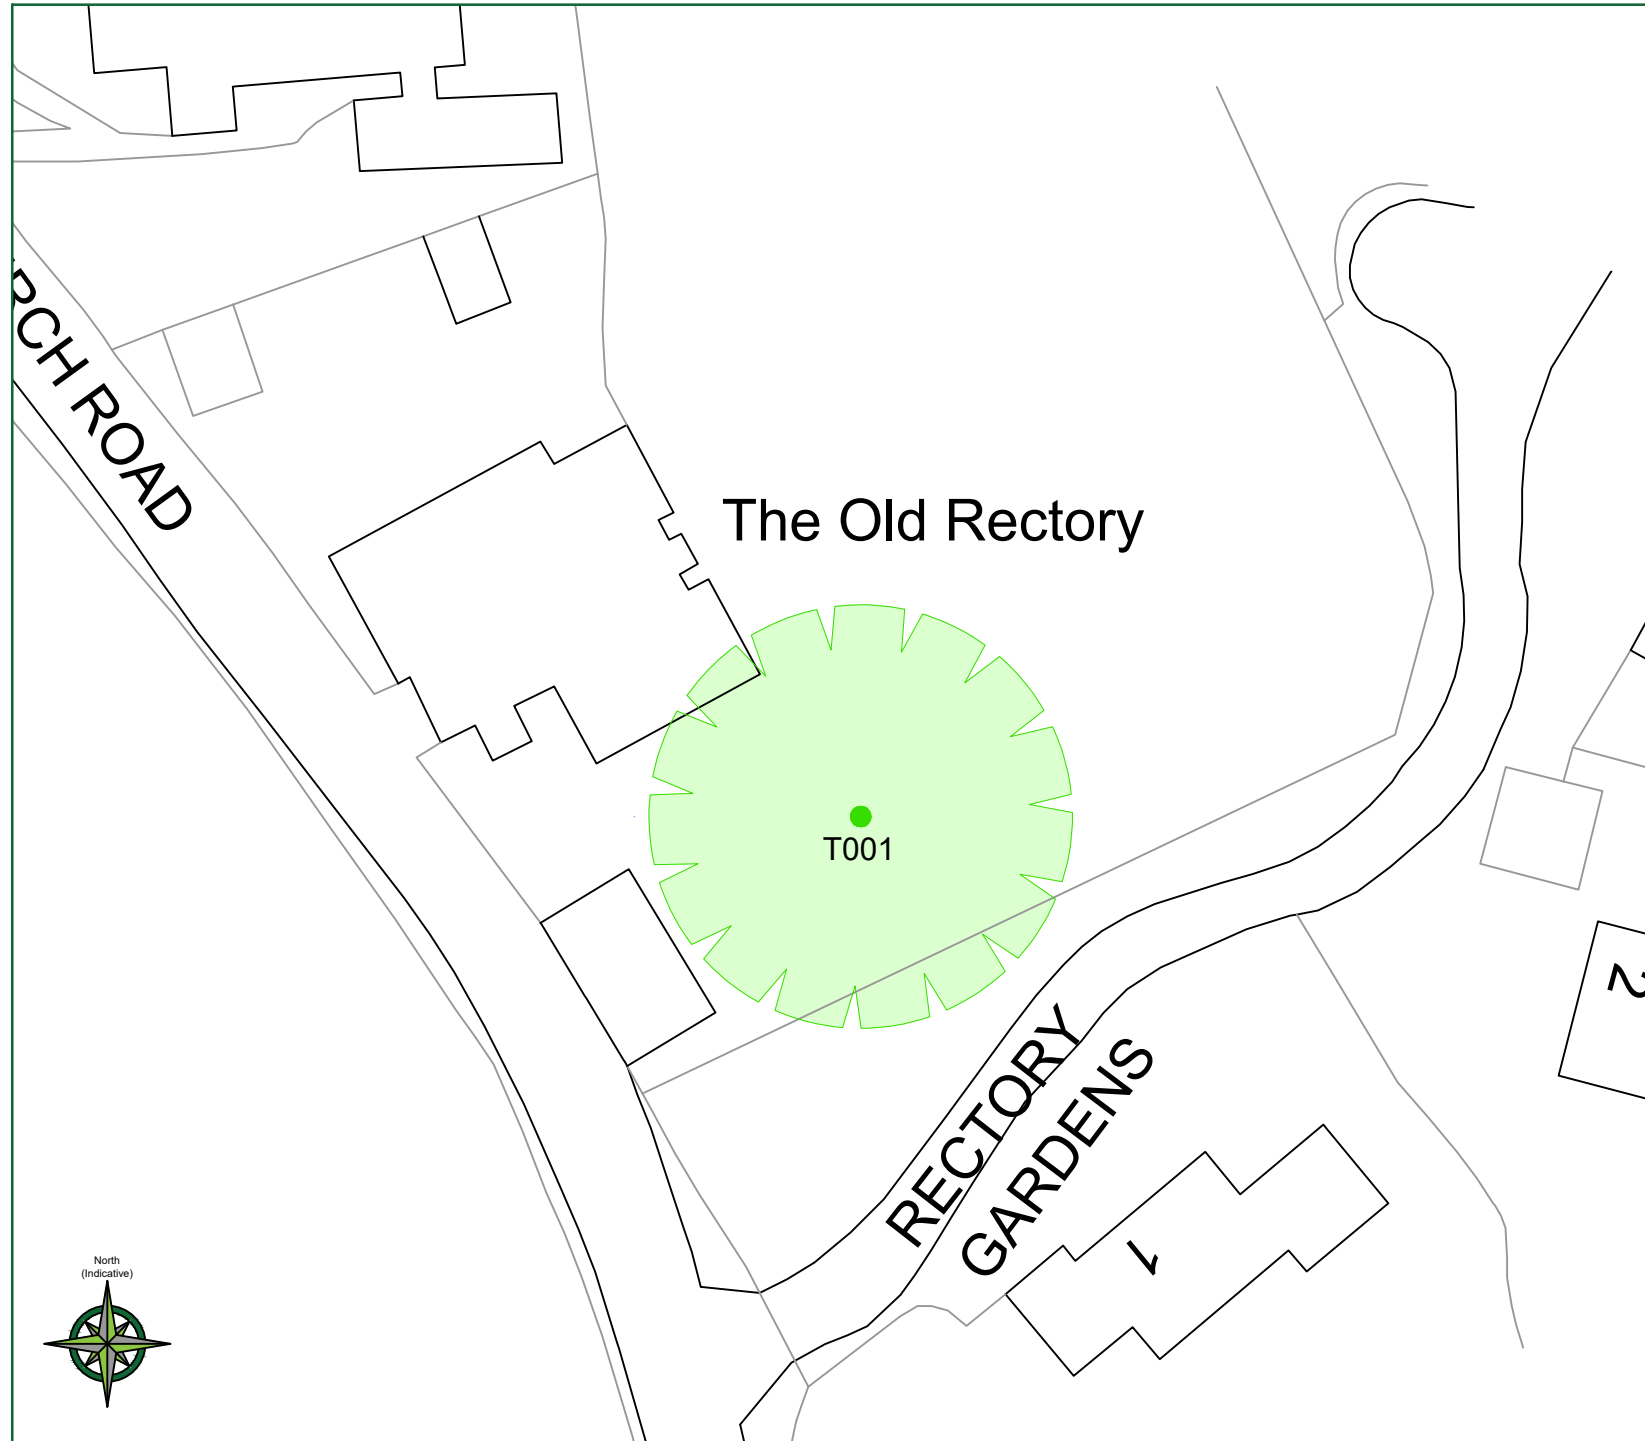 RCH ROAD
The Old Rectory
T001
RECTORY
GARDENS
2
1
North
(Indicative)